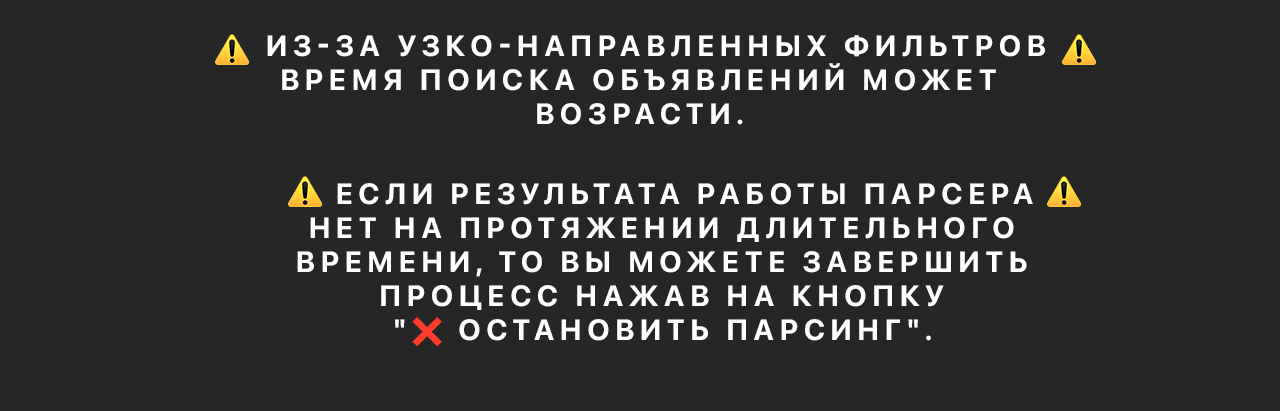 ⚠️ ИЗ-ЗА УЗКО-НАПРАВЛЕННЫХ ФИЛЬТРОВ ⚠️
ВРЕМЯ ПОИСКА ОБЪЯВЛЕНИЙ МОЖЕТ
ВОЗРАСТИ.
⚠️ ЕСЛИ РЕЗУЛЬТАТА РАБОТЫ ПАРСЕРА ⚠️
НЕТ НА ПРОТЯЖЕНИИ ДЛИТЕЛЬНОГО
ВРЕМЕНИ, ТО ВЫ МОЖЕТЕ ЗАВЕРШИТЬ
ПРОЦЕСС НАЖАВ НА КНОПКУ
"❌ ОСТАНОВИТЬ ПАРСИНГ".